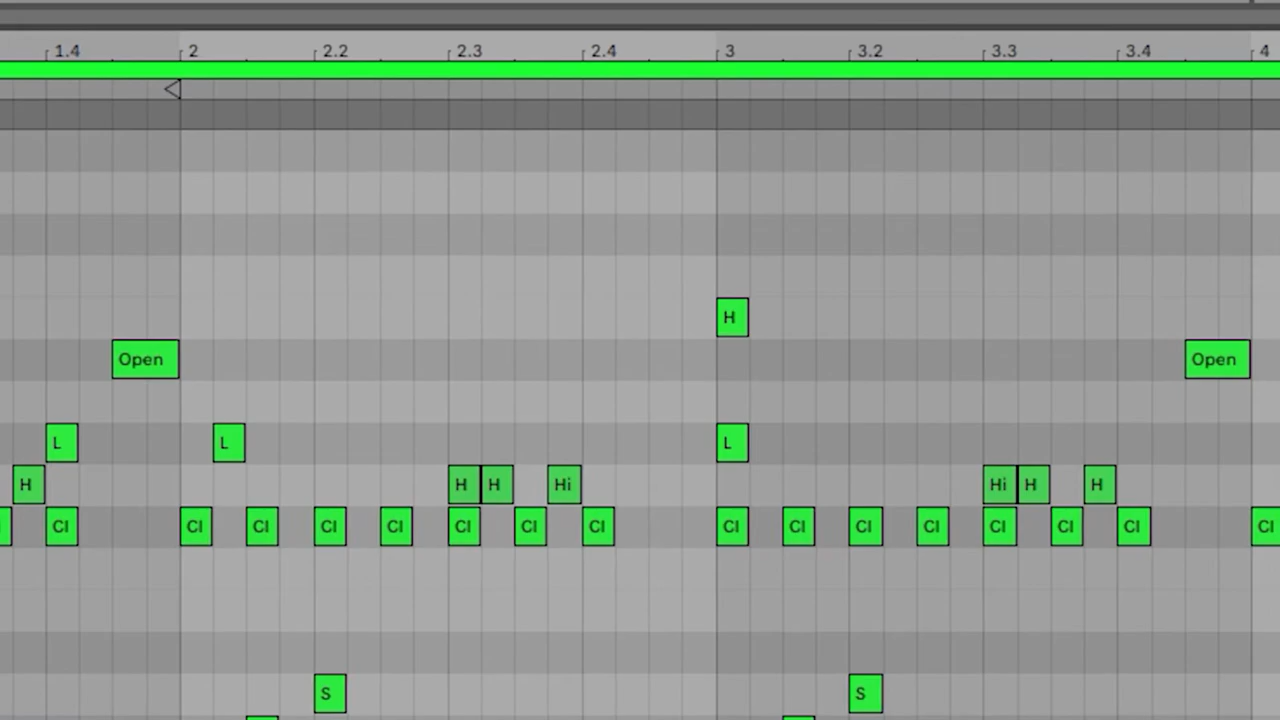 1.4 2 2.2 2.3 2.4 3 3.2 3.3 3.4 4
H
Open Open
L L L
H H H Hi Hi H H
Cl Cl Cl Cl Cl Cl Cl Cl Cl Cl Cl Cl Cl Cl Cl Cl
S S